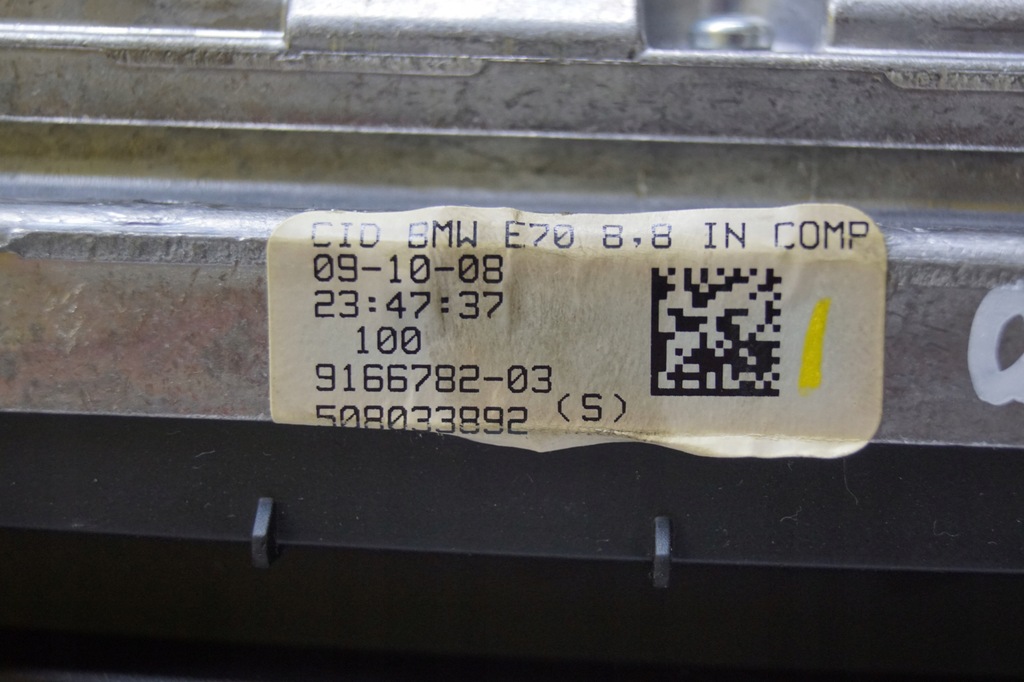 CID BMW E70 8,8 IN COMP
09-10-08
23:47:37
100
9166782-03
508033892 (S)